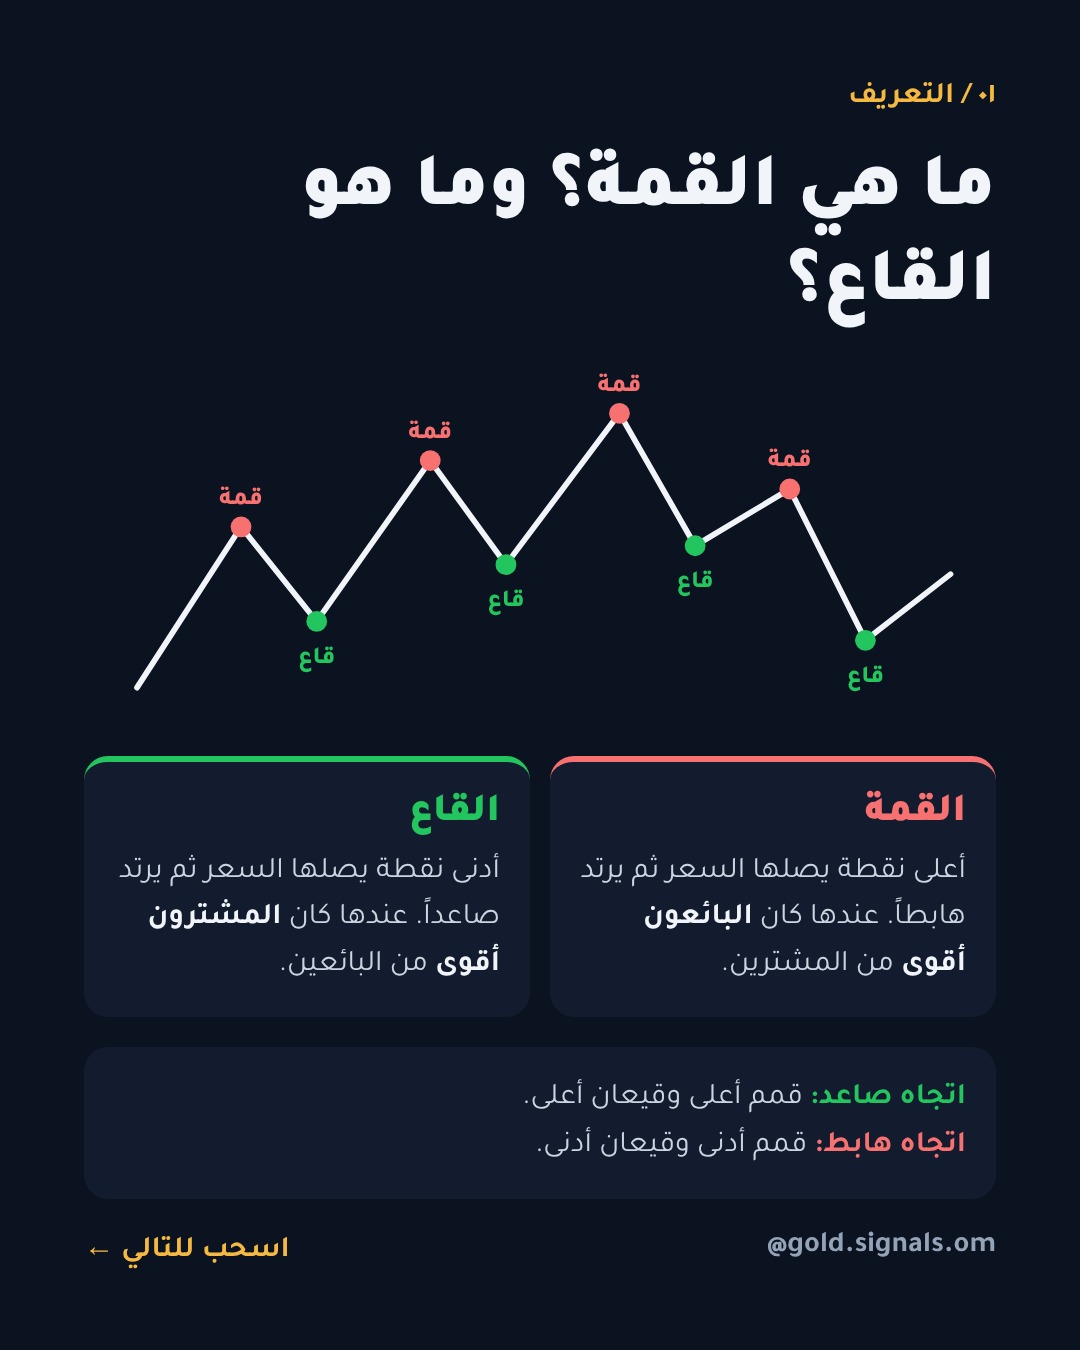 ٠١ / التعريف
ما هي القمة؟ وما هو
القاع؟
قمة
قمة
قمة
قمة
قاع
قاع
قاع
قاع
القمة
أعلى نقطة يصلها السعر ثم يرتد
هابطاً. عندها كان البائعون
أقوى من المشترين.
القاع
أدنى نقطة يصلها السعر ثم يرتد
صاعداً. عندها كان المشترون
أقوى من البائعين.
اتجاه صاعد: قمم أعلى وقيعان أعلى.
اتجاه هابط: قمم أدنى وقيعان أدنى.
@gold.signals.om
اسحب للتالي ←